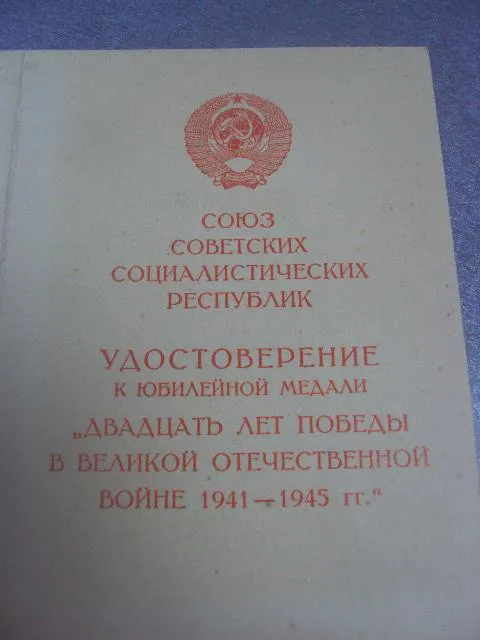 СОЮЗ
СОВЕТСКИХ
СОЦИАЛИСТИЧЕСКИХ
РЕСПУБЛИК
УДОСТОВЕРЕНИЕ
К ЮБИЛЕЙНОЙ МЕДАЛИ
„ДВАДЦАТЬ ЛЕТ ПОБЕДЫ
В ВЕЛИКОЙ ОТЕЧЕСТВЕННОЙ
ВОЙНЕ 1941—1945 гг.“